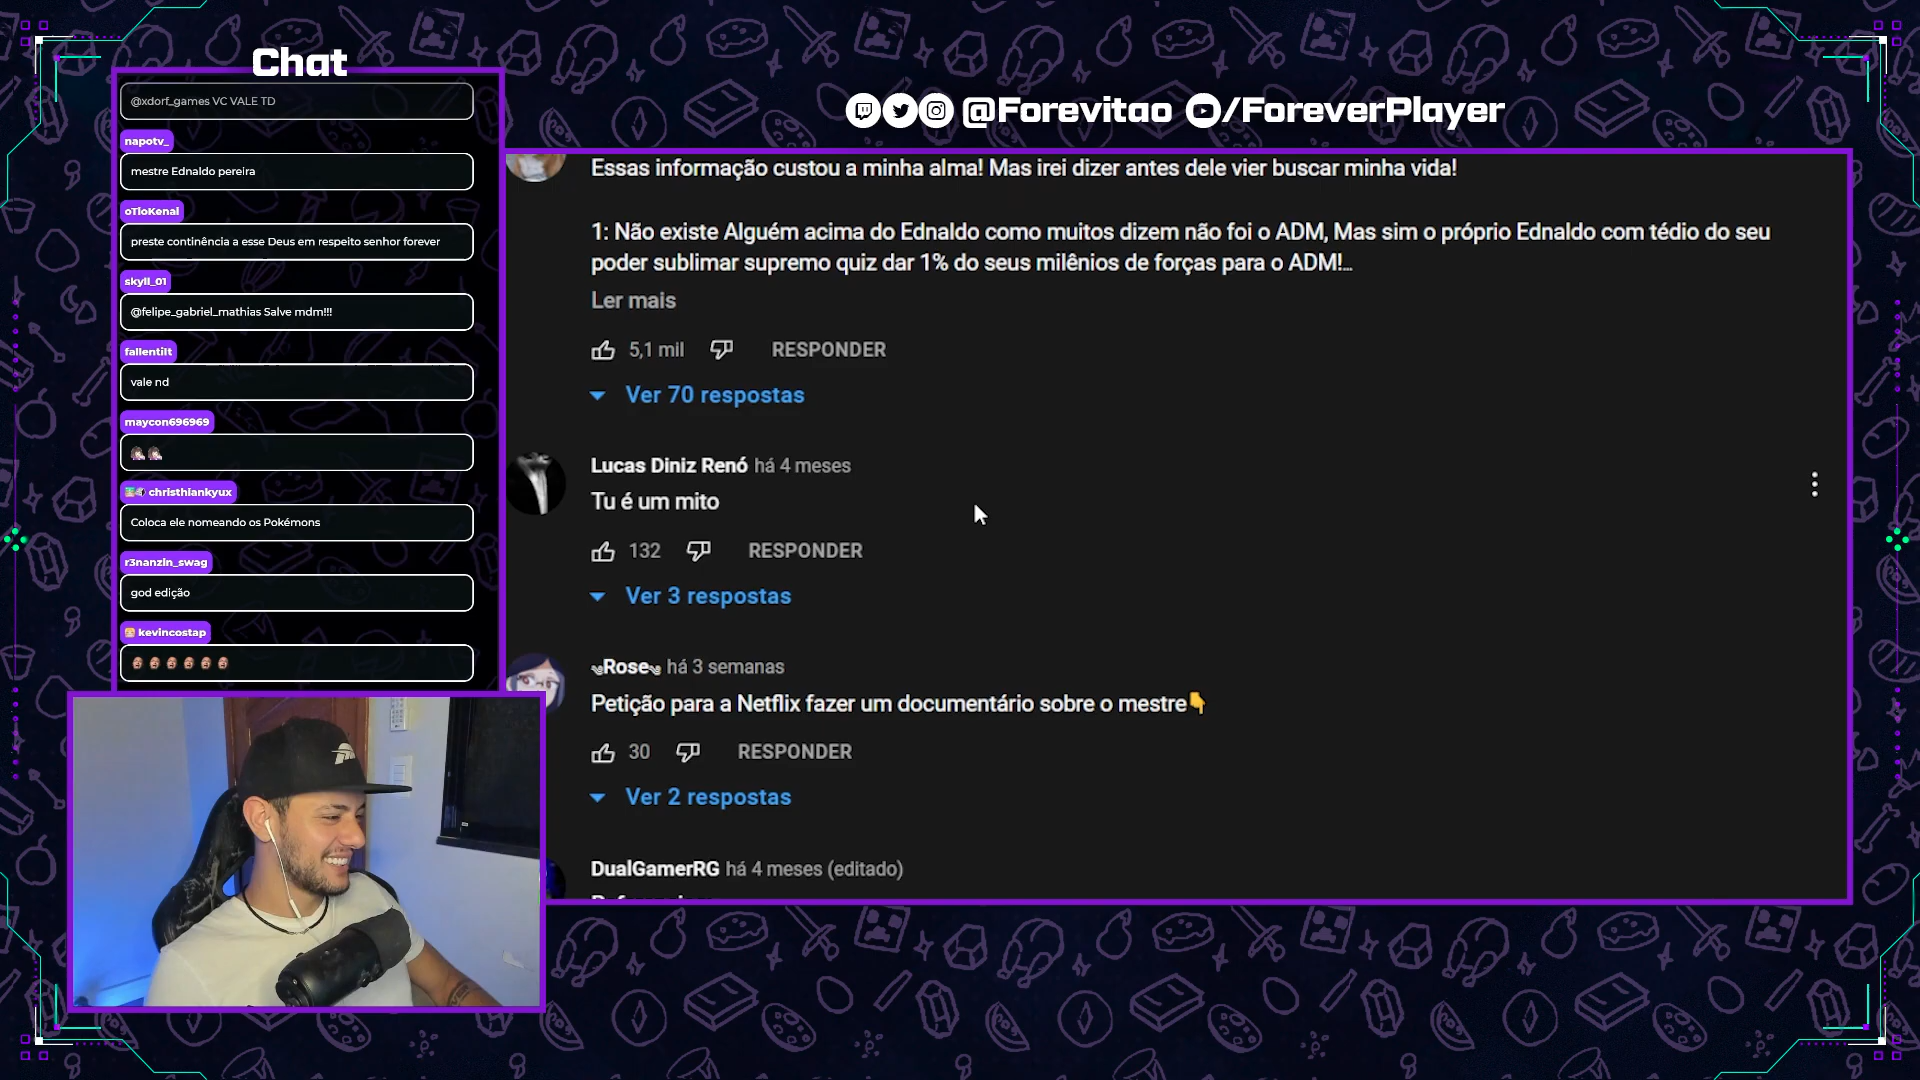 Chat
@xdorf_games VC VALE TD
napotv_
mestre Ednaldo pereira
oTioKenai
preste continência a esse Deus em respeito senhor forever
skyll_01
@felipe_gabriel_mathias Salve mdm!!!
fallentilt
vale nd
maycon696969
christhiankyux
Coloca ele nomeando os Pokémons
r3nanzin_swag
god edição
kevincostap
@Forevitao /ForeverPlayer
Essas informação custou a minha alma! Mas irei dizer antes dele vier buscar minha vida!
1: Não existe Alguém acima do Ednaldo como muitos dizem não foi o ADM, Mas sim o próprio Ednaldo com tédio do seu
poder sublimar supremo quiz dar 1% do seus milênios de forças para o ADM!...
Ler mais
5,1 mil RESPONDER
Ver 70 respostas
Lucas Diniz Renó há 4 meses
Tu é um mito
132 RESPONDER
Ver 3 respostas
༄Rose༄ há 3 semanas
Petição para a Netflix fazer um documentário sobre o mestre👇
30 RESPONDER
Ver 2 respostas
DualGamerRG há 4 meses (editado)